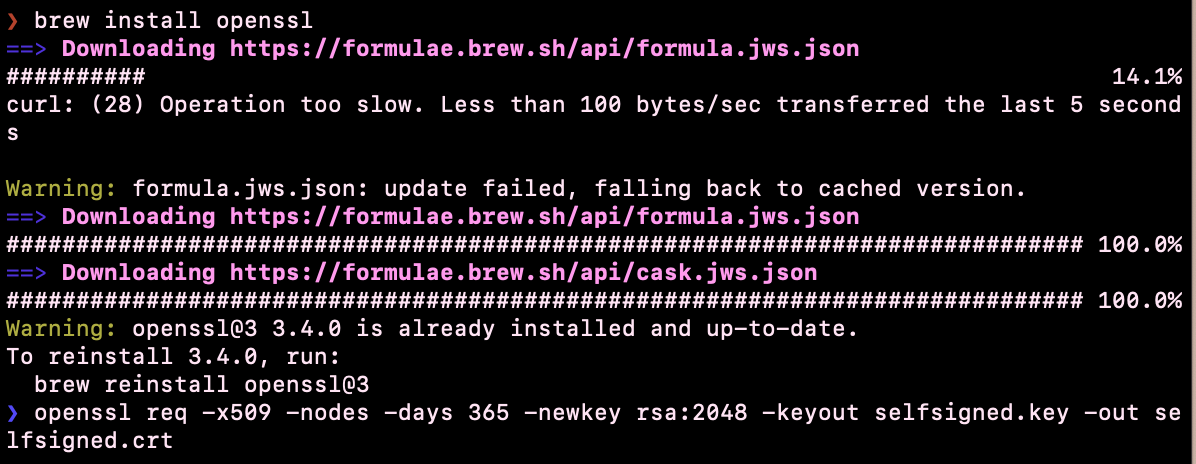 ❯ brew install openssl
==> Downloading https://formulae.brew.sh/api/formula.jws.json
########## 14.1%
curl: (28) Operation too slow. Less than 100 bytes/sec transferred the last 5 second
s
Warning: formula.jws.json: update failed, falling back to cached version.
==> Downloading https://formulae.brew.sh/api/formula.jws.json
############################################################################# 100.0%
==> Downloading https://formulae.brew.sh/api/cask.jws.json
############################################################################# 100.0%
Warning: openssl@3 3.4.0 is already installed and up-to-date.
To reinstall 3.4.0, run:
  brew reinstall openssl@3
❯ openssl req -x509 -nodes -days 365 -newkey rsa:2048 -keyout selfsigned.key -out se
lfsigned.crt